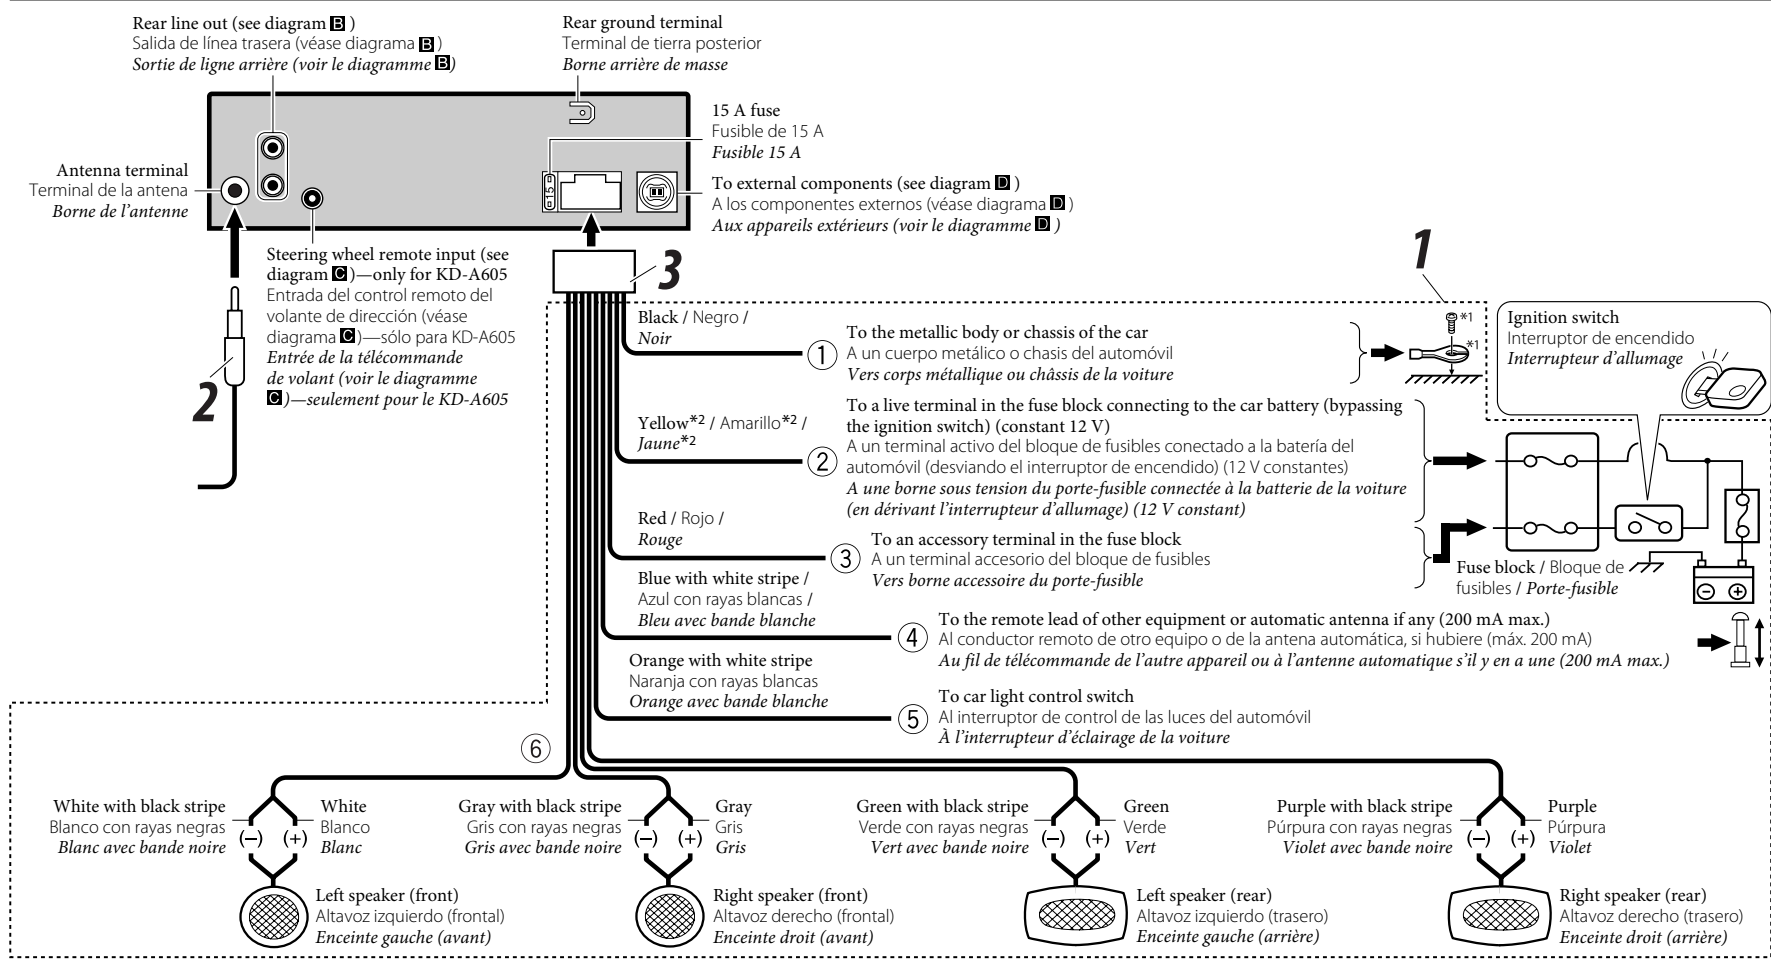 Rear line out (see diagram B )
Salida de línea trasera (véase diagrama B )
Sortie de ligne arrière (voir le diagramme B)
Rear ground terminal
Terminal de tierra posterior
Borne arrière de masse
15 A fuse
Fusible de 15 A
Fusible 15 A
Antenna terminal
Terminal de la antena
Borne de l'antenne
15
To external components (see diagram D )
A los componentes externos (véase diagrama D )
Aux appareils extérieurs (voir le diagramme D )
Steering wheel remote input (see
diagram C )—only for KD-A605
Entrada del control remoto del
volante de dirección (véase
diagrama C )—sólo para KD-A605
Entrée de la télécommande
de volant (voir le diagramme
C )—seulement pour le KD-A605
2
3
1
Black / Negro /
Noir
1
To the metallic body or chassis of the car
A un cuerpo metálico o chasis del automóvil
Vers corps métallique ou châssis de la voiture
*1
*1
Ignition switch
Interruptor de encendido
Interrupteur d'allumage
Yellow*2 / Amarillo*2 /
Jaune*2
2
To a live terminal in the fuse block connecting to the car battery (bypassing
the ignition switch) (constant 12 V)
A un terminal activo del bloque de fusibles conectado a la batería del
automóvil (desviando el interruptor de encendido) (12 V constantes)
A une borne sous tension du porte-fusible connectée à la batterie de la voiture
(en dérivant l'interrupteur d'allumage) (12 V constant)
Red / Rojo /
Rouge
3
To an accessory terminal in the fuse block
A un terminal accesorio del bloque de fusibles
Vers borne accessoire du porte-fusible
Fuse block / Bloque de
fusibles / Porte-fusible
Blue with white stripe /
Azul con rayas blancas /
Bleu avec bande blanche
4
To the remote lead of other equipment or automatic antenna if any (200 mA max.)
Al conductor remoto de otro equipo o de la antena automática, si hubiere (máx. 200 mA)
Au fil de télécommande de l'autre appareil ou à l'antenne automatique s'il y en a une (200 mA max.)
Orange with white stripe
Naranja con rayas blancas
Orange avec bande blanche
5
To car light control switch
Al interruptor de control de las luces del automóvil
À l'interrupteur d'éclairage de la voiture
6
White with black stripe
Blanco con rayas negras
Blanc avec bande noire
(−)
(+)
White
Blanco
Blanc
Gray with black stripe
Gris con rayas negras
Gris avec bande noire
(−)
(+)
Gray
Gris
Gris
Green with black stripe
Verde con rayas negras
Vert avec bande noire
(−)
(+)
Green
Verde
Vert
Purple with black stripe
Púrpura con rayas negras
Violet avec bande noire
(−)
(+)
Purple
Púrpura
Violet
Left speaker (front)
Altavoz izquierdo (frontal)
Enceinte gauche (avant)
Right speaker (front)
Altavoz derecho (frontal)
Enceinte droit (avant)
Left speaker (rear)
Altavoz izquierdo (trasero)
Enceinte gauche (arrière)
Right speaker (rear)
Altavoz derecho (trasero)
Enceinte droit (arrière)